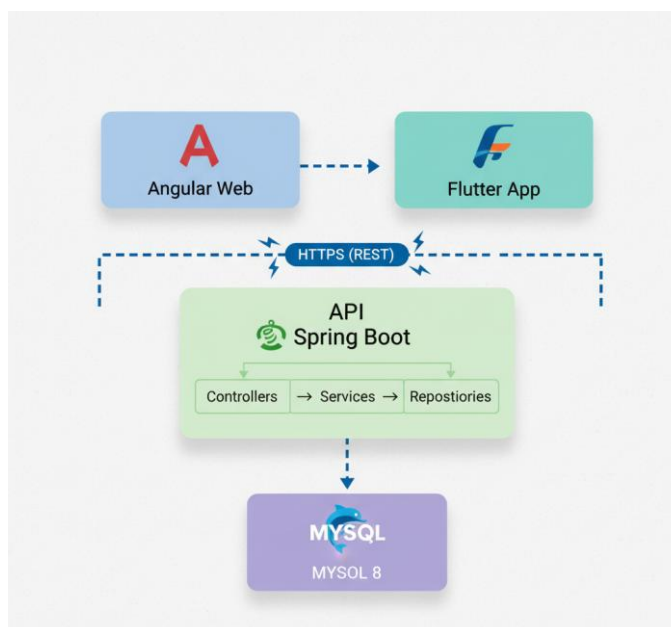 Angular Web
Flutter App
HTTPS (REST)
API
Spring Boot
Controllers → Services → Repostiories
MYSQL
MYSOL 8